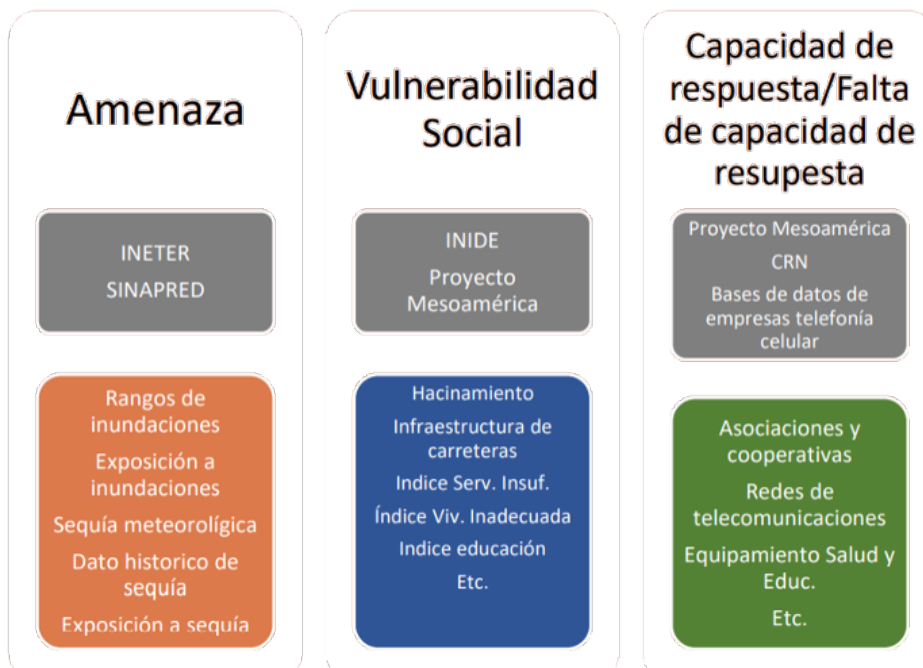 Amenaza
INETER
SINAPRED
Rangos de
inundaciones
Exposición a
inundaciones
Sequía meteorológica
Dato historico de
sequía
Exposición a sequía
Vulnerabilidad
Social
INIDE
Proyecto
Mesoamérica
Hacinamiento
Infraestructura de
carreteras
Indice Serv. Insuf.
Índice Viv. Inadecuada
Indice educación
Etc.
Capacidad de
respuesta/Falta
de capacidad de
resupesta
Proyecto Mesoamérica
CRN
Bases de datos de
empresas telefonía
celular
Asociaciones y
cooperativas
Redes de
telecomunicaciones
Equipamiento Salud y
Educ.
Etc.